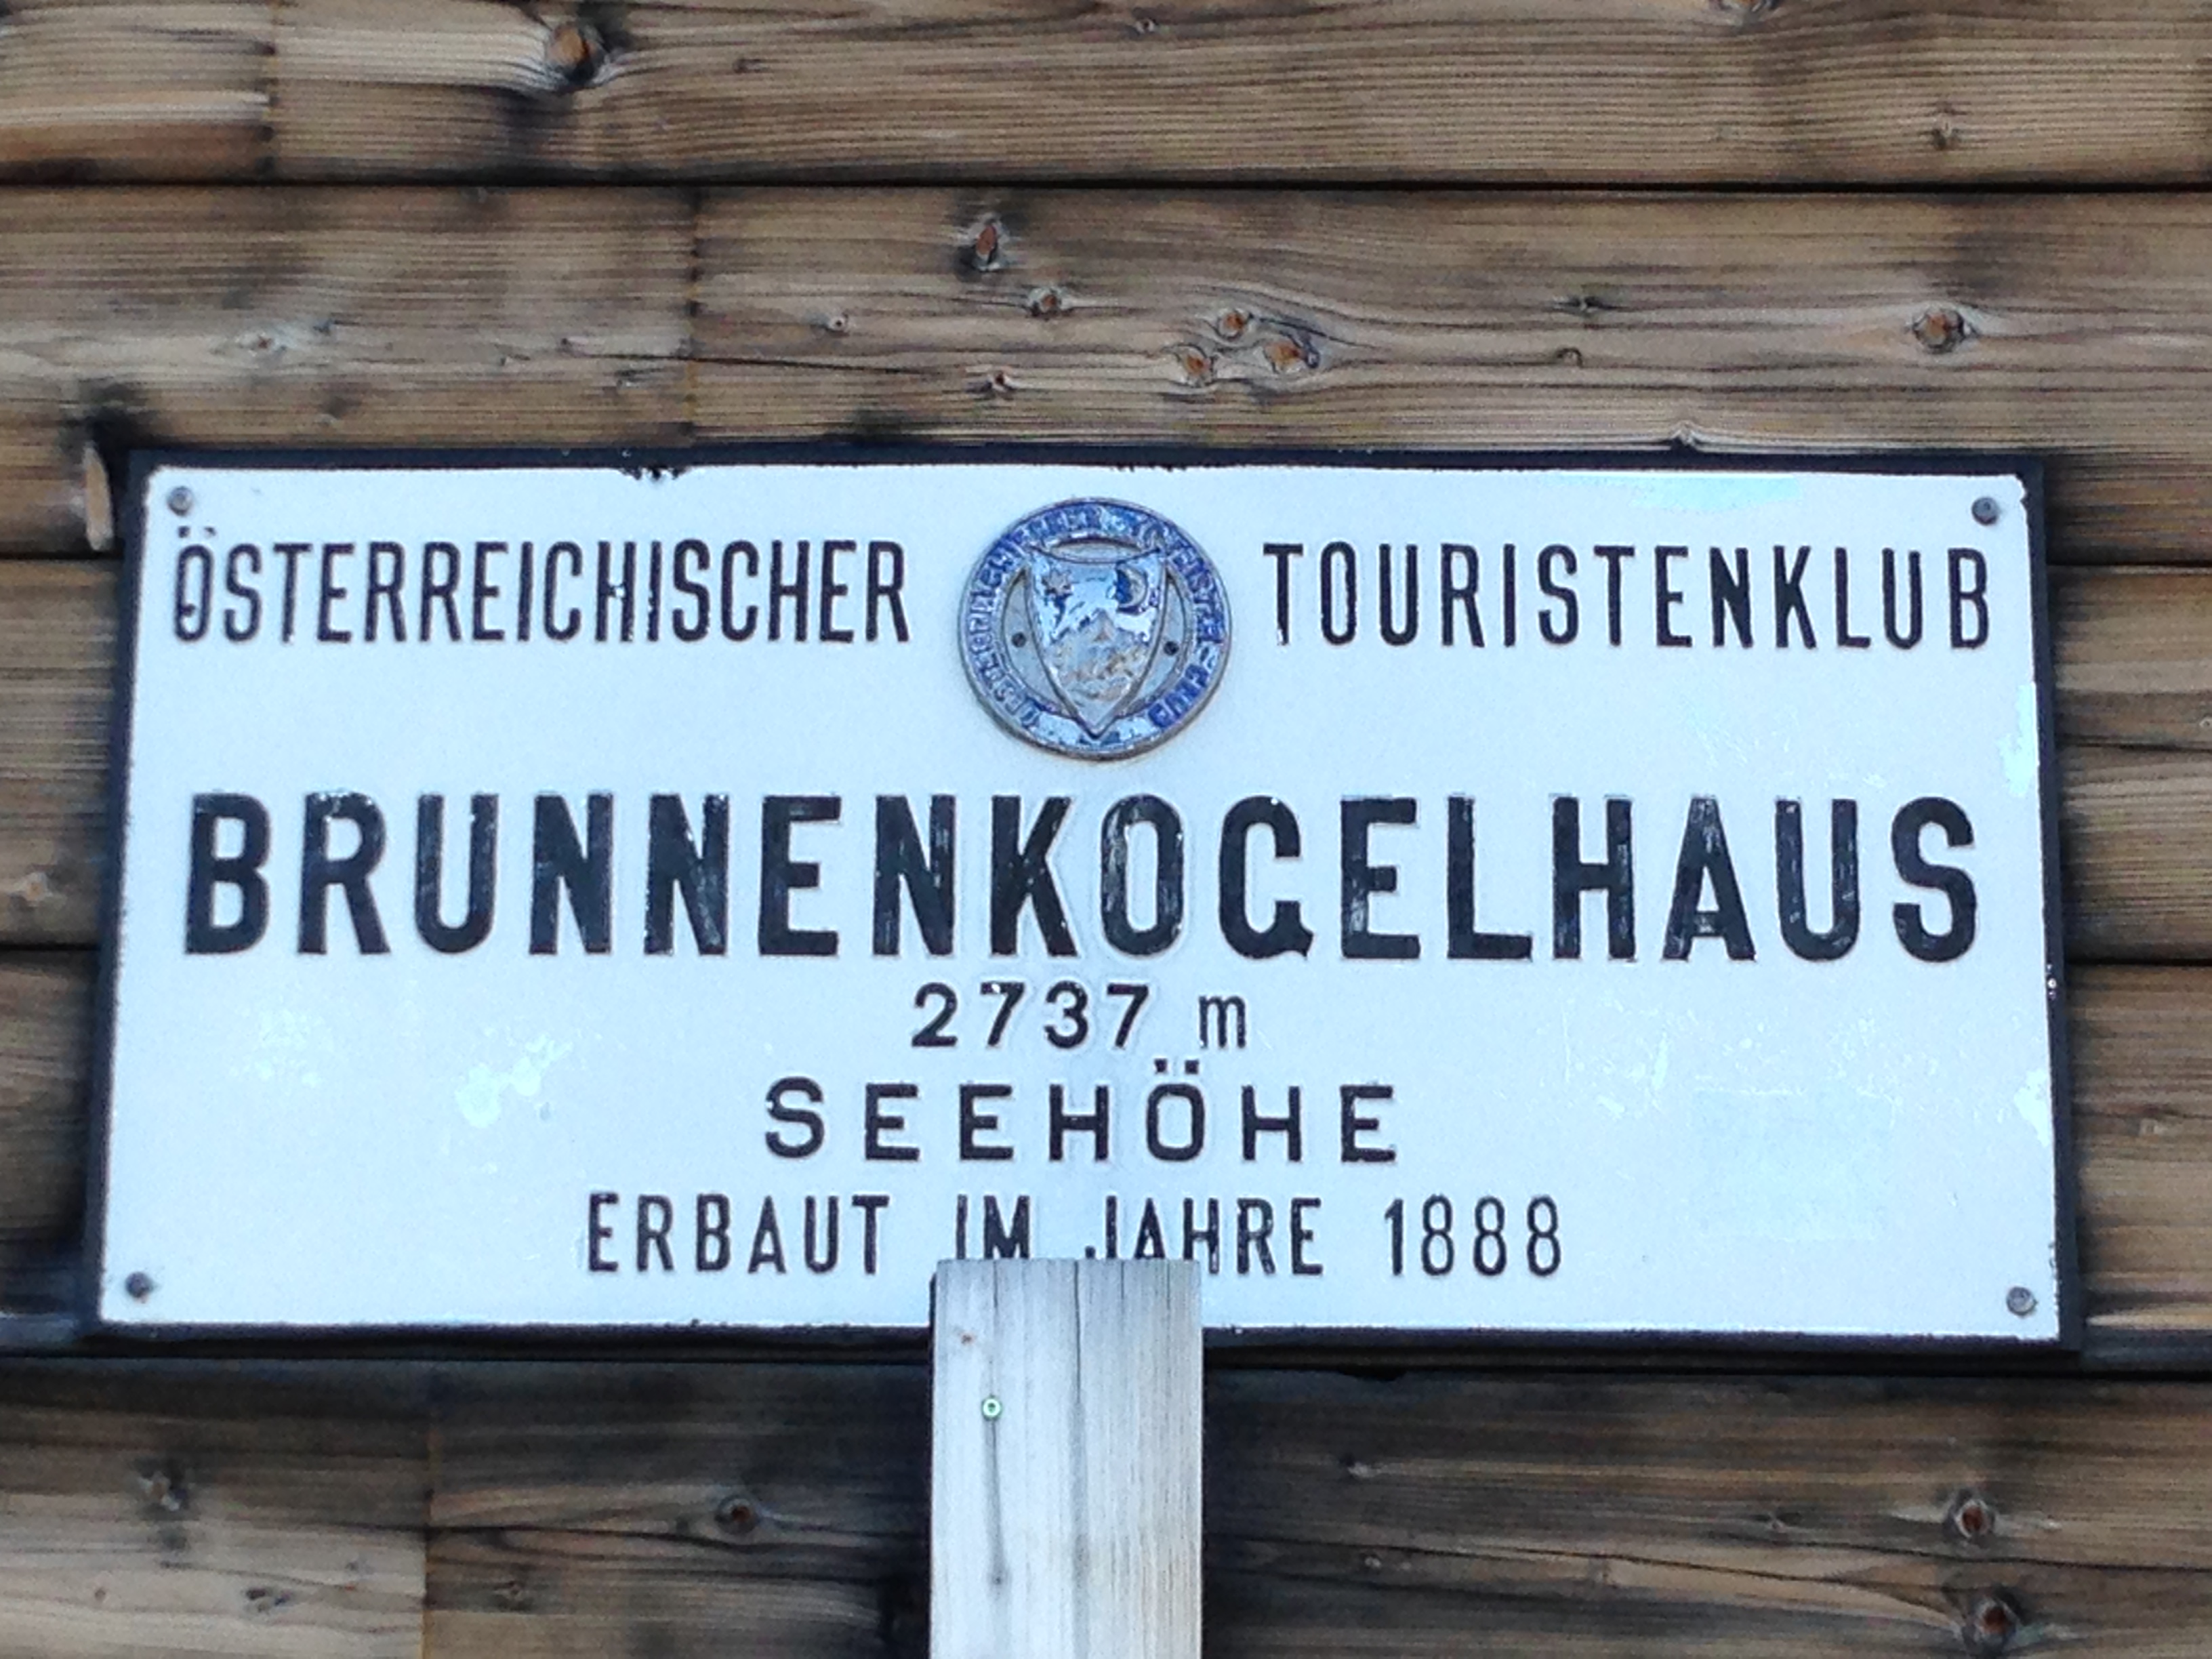 ÖSTERREICHISCHER TOURISTENKLUB
BRUNNENKOGELHAUS
2737 m
SEEHÖHE
ERBAUT IM JAHRE 1888